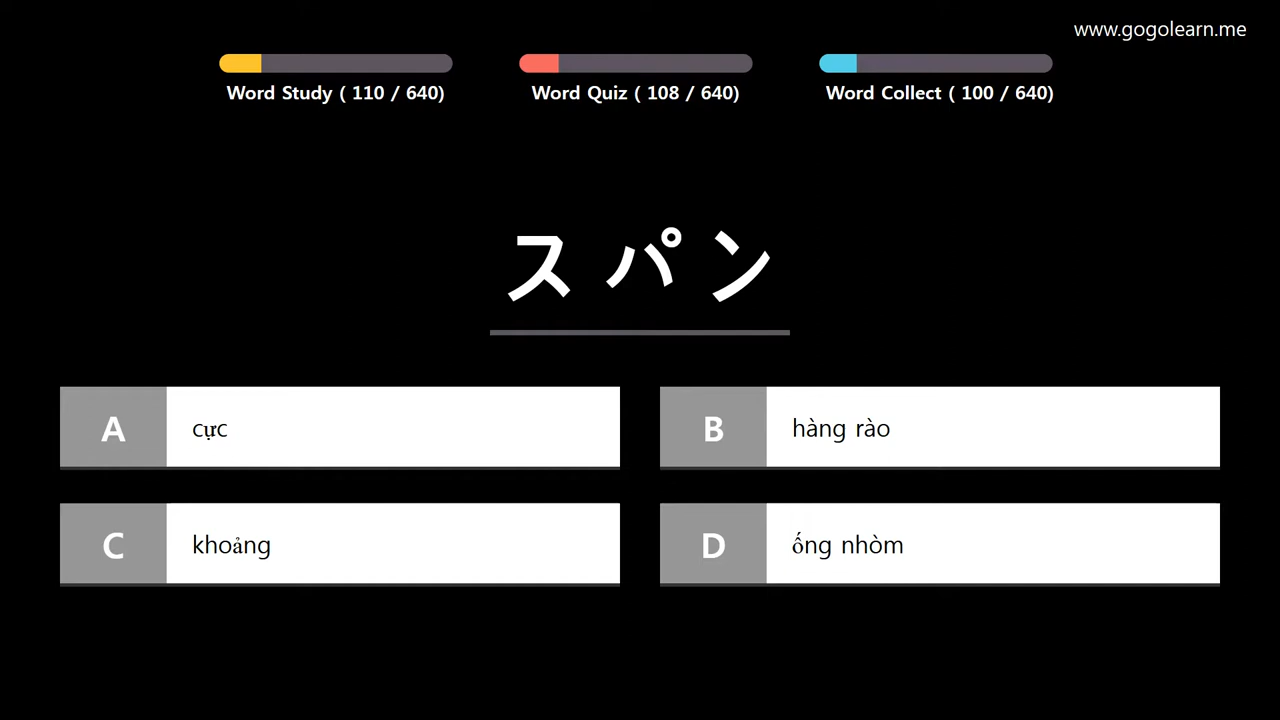 www.gogolearn.me
Word Study ( 110 / 640)
Word Quiz ( 108 / 640)
Word Collect ( 100 / 640)
スパン
A cực
B hàng rào
C khoảng
D ống nhòm